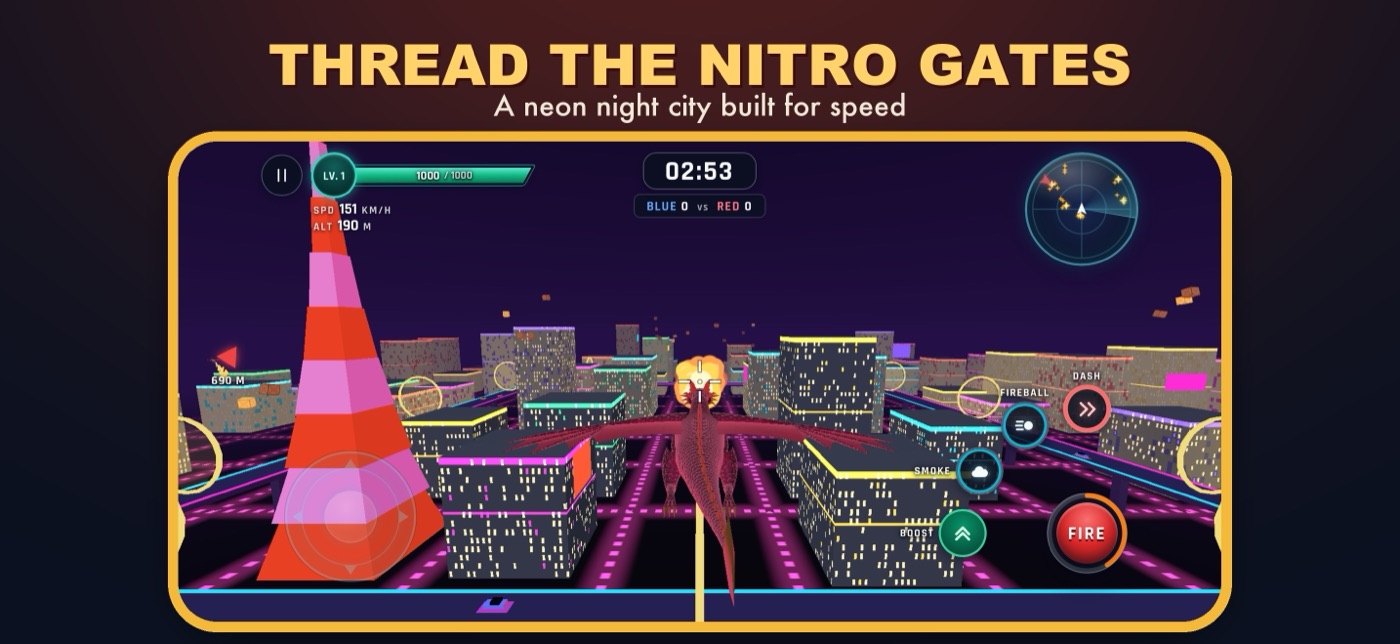 THREAD THE NITRO GATES
A neon night city built for speed
LV. 1
1000 / 1000
SPD 151 KM/H
ALT 190 M
02:53
BLUE 0 VS RED 0
690 M
DASH
FIREBALL
SMOKE
BOOST
FIRE